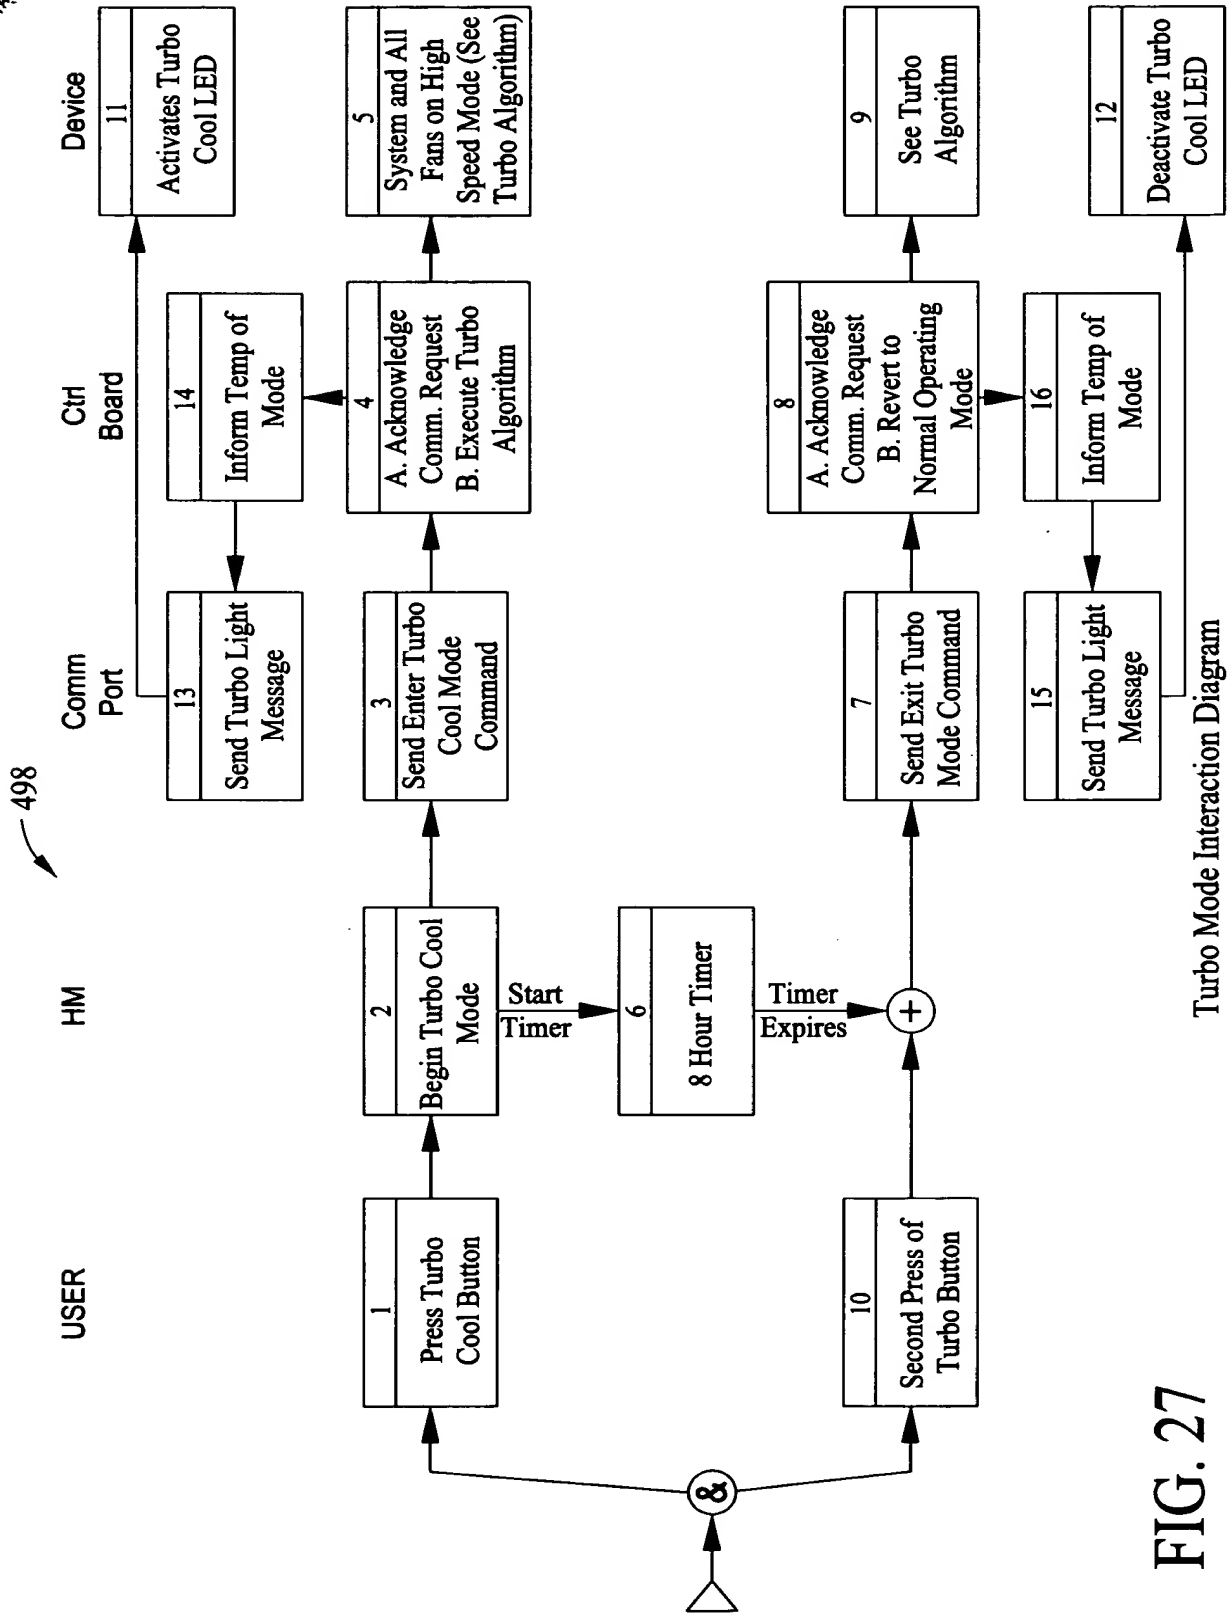 498
USER
HM
Comm
Port
Ctrl
Board
Device
11
Activates Turbo
Cool LED
13
Send Turbo Light
Message
14
Inform Temp of
Mode
1
Press Turbo
Cool Button
2
Begin Turbo Cool
Mode
3
Send Enter Turbo
Cool Mode
Command
4
A. Acknowledge
Comm. Request
B. Execute Turbo
Algorithm
5
System and All
Fans on High
Speed Mode (See
Turbo Algorithm)
Start
Timer
6
8 Hour Timer
Timer
Expires
&
+
10
Second Press of
Turbo Button
7
Send Exit Turbo
Mode Command
8
A. Acknowledge
Comm. Request
B. Revert to
Normal Operating
Mode
9
See Turbo
Algorithm
15
Send Turbo Light
Message
16
Inform Temp of
Mode
12
Deactivate Turbo
Cool LED
Turbo Mode Interaction Diagram
FIG. 27